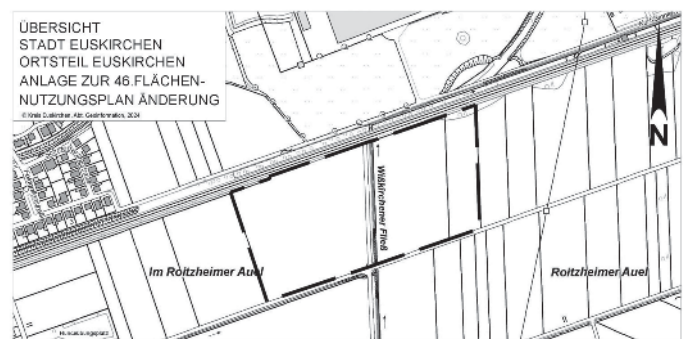 ÜBERSICHT
STADT EUSKIRCHEN
ORTSTEIL EUSKIRCHEN
ANLAGE ZUR 46.FLÄCHEN-
NUTZUNGSPLAN ÄNDERUNG
© Kreis Euskirchen, Abt. Geoinformation, 2024
N
Wißkirchener Fließ
Im Roitzheimer Auel
Roitzheimer Auel